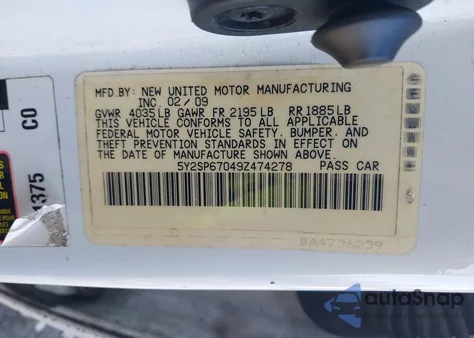 MFD. BY: NEW UNITED MOTOR MANUFACTURING
INC. 02/09
GVWR 4035LB GAWR FR 2195LB RR 1885LB
THIS VEHICLE CONFORMS TO ALL APPLICABLE
FEDERAL MOTOR VEHICLE SAFETY, BUMPER, AND
THEFT PREVENTION STANDARDS IN EFFECT ON
THE DATE OF MANUFACTURE SHOWN ABOVE.
5Y2SP67049Z474278 PASS CAR
BA4736239
CO
1375
autoSnap